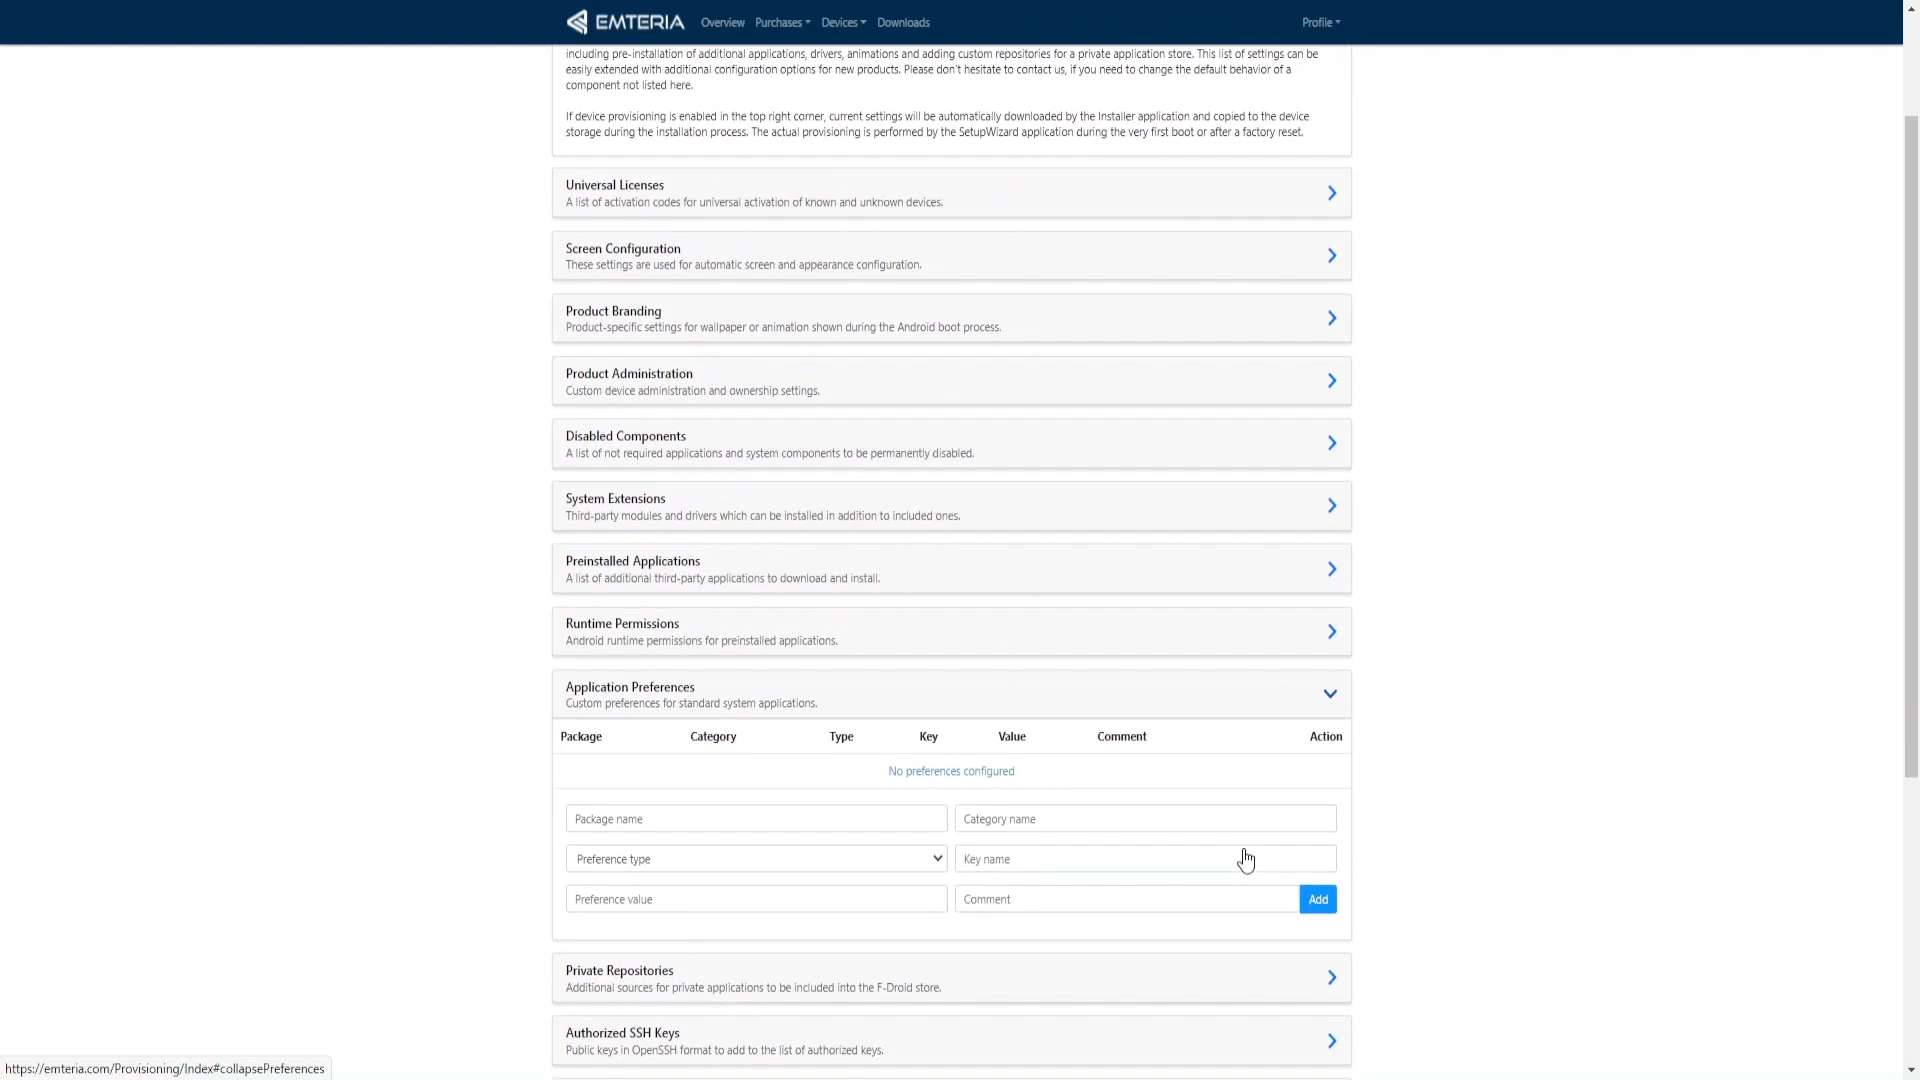 EMTERIA Overview Purchases Devices Downloads Profile
including pre-installation of additional applications, drivers, animations and adding custom repositories for a private application store. This list of settings can be
easily extended with additional configuration options for new products. Please don't hesitate to contact us, if you need to change the default behavior of a
component not listed here.
If device provisioning is enabled in the top right corner, current settings will be automatically downloaded by the Installer application and copied to the device
storage during the installation process. The actual provisioning is performed by the SetupWizard application during the very first boot or after a factory reset.
Universal Licenses
A list of activation codes for universal activation of known and unknown devices.
Screen Configuration
These settings are used for automatic screen and appearance configuration.
Product Branding
Product-specific settings for wallpaper or animation shown during the Android boot process.
Product Administration
Custom device administration and ownership settings.
Disabled Components
A list of not required applications and system components to be permanently disabled.
System Extensions
Third-party modules and drivers which can be installed in addition to included ones.
Preinstalled Applications
A list of additional third-party applications to download and install.
Runtime Permissions
Android runtime permissions for preinstalled applications.
Application Preferences
Custom preferences for standard system applications.
Package Category Type Key Value Comment Action
No preferences configured
Package name Category name
Preference type Key name
Preference value Comment Add
Private Repositories
Additional sources for private applications to be included into the F-Droid store.
Authorized SSH Keys
Public keys in OpenSSH format to add to the list of authorized keys.
https://emteria.com/Provisioning/Index#collapsePreferences